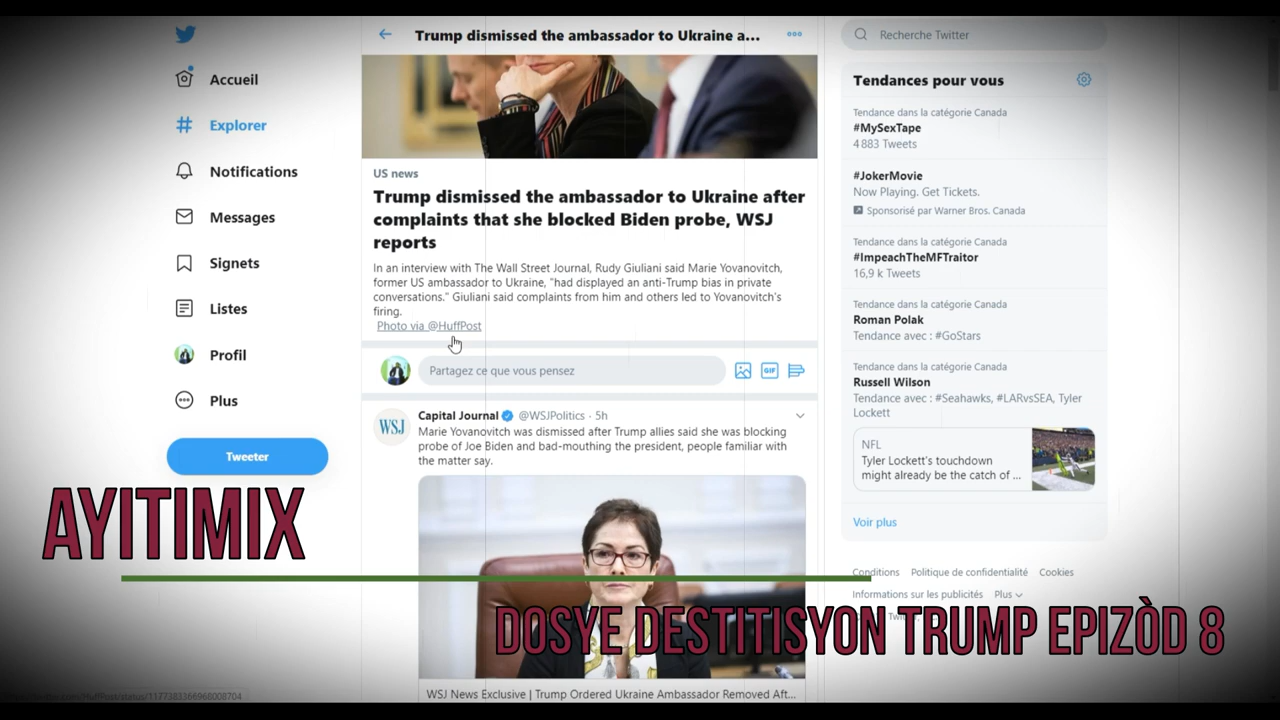 Accueil
Explorer
Notifications
Messages
Signets
Listes
Profil
Plus
Tweeter
Trump dismissed the ambassador to Ukraine a...
US news
Trump dismissed the ambassador to Ukraine after
complaints that she blocked Biden probe, WSJ
reports
In an interview with The Wall Street Journal, Rudy Giuliani said Marie Yovanovitch,
former US ambassador to Ukraine, "had displayed an anti-Trump bias in private
conversations." Giuliani said complaints from him and others led to Yovanovitch's
firing.
Photo via @HuffPost
Partagez ce que vous pensez
GIF
WSJ
Capital Journal @WSJPolitics · 5h
Marie Yovanovitch was dismissed after Trump allies said she was blocking
probe of Joe Biden and bad-mouthing the president, people familiar with
the matter say.
WSJ News Exclusive | Trump Ordered Ukraine Ambassador Removed Aft...
Recherche Twitter
Tendances pour vous
Tendance dans la catégorie Canada
#MySexTape
4 883 Tweets
#JokerMovie
Now Playing. Get Tickets.
Sponsorisé par Warner Bros. Canada
Tendance dans la catégorie Canada
#ImpeachTheMFTraitor
16,9 k Tweets
Tendance dans la catégorie Canada
Roman Polak
Tendance avec : #GoStars
Tendance dans la catégorie Canada
Russell Wilson
Tendance avec : #Seahawks, #LARvsSEA, Tyler
Lockett
NFL
Tyler Lockett's touchdown
might already be the catch of ...
Voir plus
Conditions Politique de confidentialité Cookies
Informations sur les publicités Plus
AYITIMIX
DOSYE DESTITISYON TRUMP EPIZÒD 8